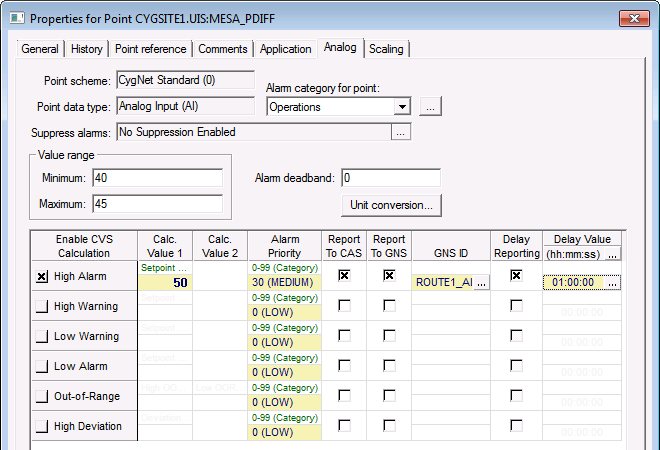 Properties for Point CYGSITE1.UIS:MESA_PDIFF
General History Point reference Comments Application Analog Scaling
Point scheme: CygNet Standard (0)
Alarm category for point:
Point data type: Analog Input (AI) Operations ...
Suppress alarms: No Suppression Enabled ...
Value range
Minimum: 40 Alarm deadband: 0
Maximum: 45 Unit conversion...
Enable CVS Calculation Calc. Value 1 Calc. Value 2 Alarm Priority Report To CAS Report To GNS GNS ID Delay Reporting Delay Value (hh:mm:ss) ...
Setpoint ... 0-99 (Category)
High Alarm 50 30 (MEDIUM) ROUTE1_AI ... 01:00:00 ...
Setpoint 0-99 (Category)
High Warning 0 (LOW) 00:00:00
Setpoint 0-99 (Category)
Low Warning 0 (LOW) 00:00:00
Setpoint 0-99 (Category)
Low Alarm 0 (LOW) 00:00:00
High OO... Low OOR... 0-99 (Category)
Out-of-Range 0 (LOW) 00:00:00
Deviation 0-99 (Category)
High Deviation 0 (LOW) 00:00:00